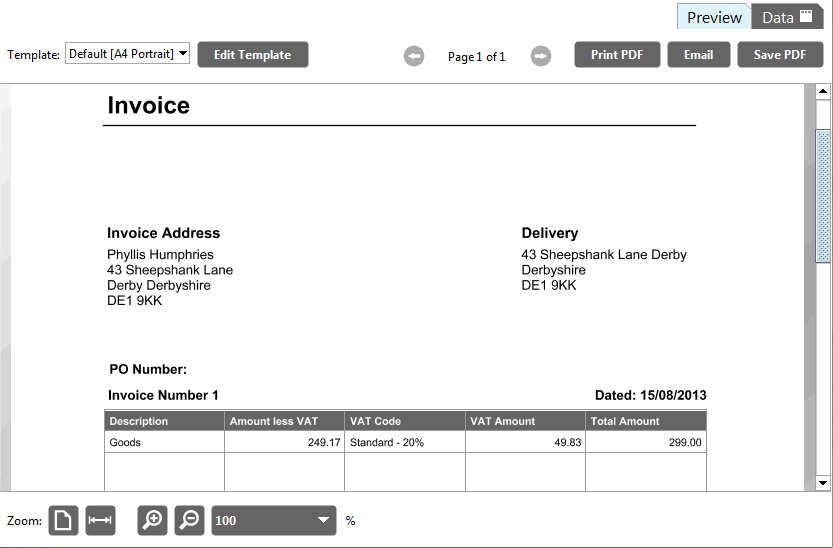 Preview Data
Template: Default [A4 Portrait] Edit Template Page 1 of 1 Print PDF Email Save PDF
Invoice
Invoice Address Delivery
Phyllis Humphries 43 Sheepshank Lane Derby
43 Sheepshank Lane Derbyshire
Derby Derbyshire DE1 9KK
DE1 9KK
PO Number:
Invoice Number 1 Dated: 15/08/2013
Description Amount less VAT VAT Code VAT Amount Total Amount
Goods 249.17 Standard - 20% 49.83 299.00
Zoom: 100 %